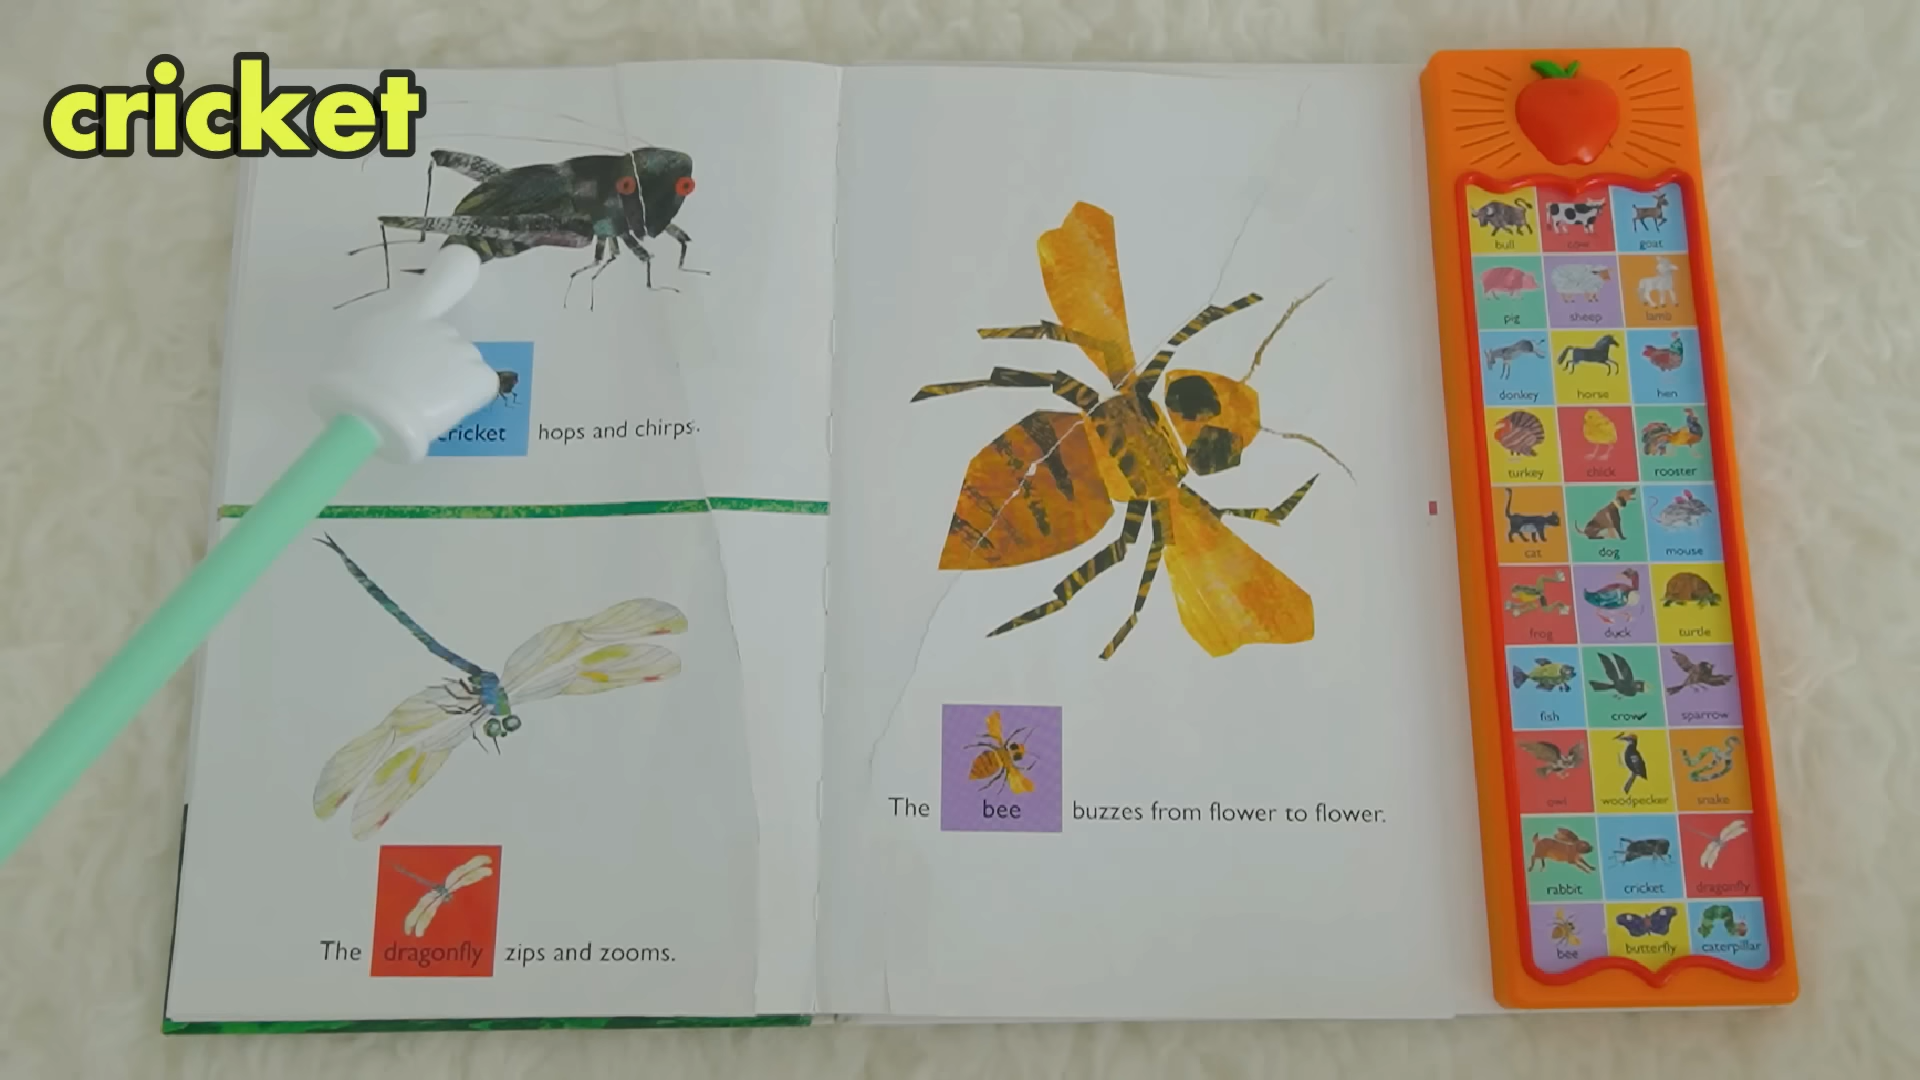 cricket
cricket hops and chirps.
The dragonfly zips and zooms.
The bee buzzes from flower to flower.
bull cow goat
pig sheep lamb
donkey horse hen
turkey chick rooster
cat dog mouse
frog duck turtle
fish crow sparrow
owl woodpecker snake
rabbit cricket dragonfly
bee butterfly caterpillar